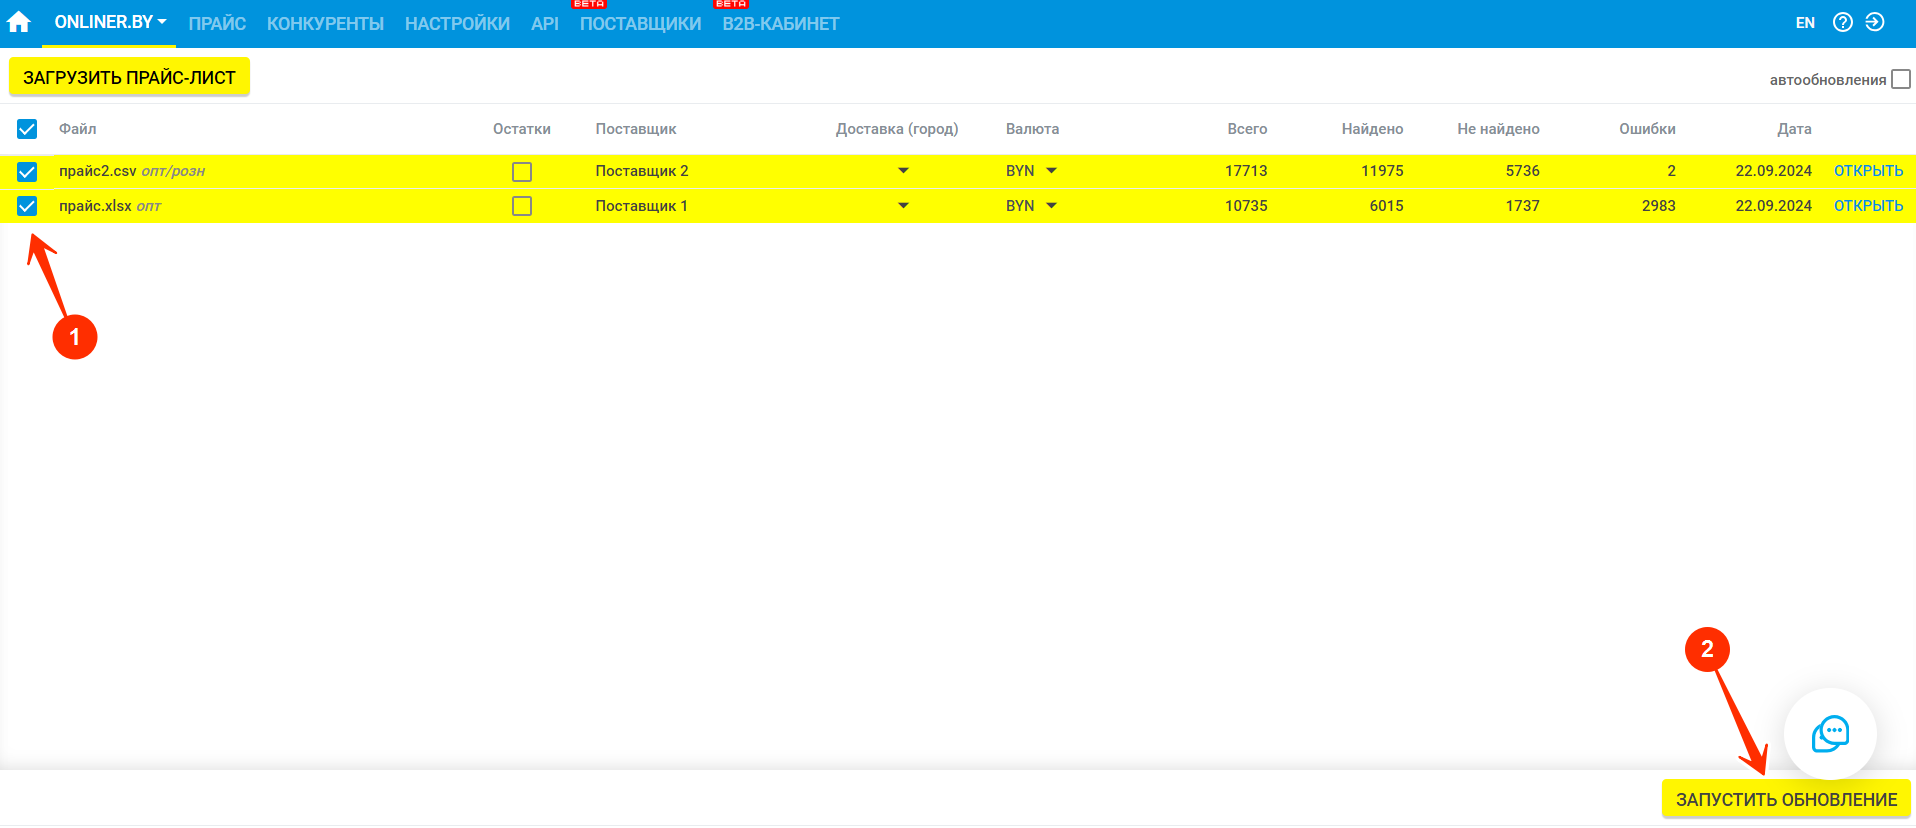 ONLINER.BY ПРАЙС КОНКУРЕНТЫ НАСТРОЙКИ API BETA ПОСТАВЩИКИ BETA B2B-КАБИНЕТ EN
ЗАГРУЗИТЬ ПРАЙС-ЛИСТ автообновления
Файл Остатки Поставщик Доставка (город) Валюта Всего Найдено Не найдено Ошибки Дата
прайс2.csv опт/розн Поставщик 2 BYN 17713 11975 5736 2 22.09.2024 ОТКРЫТЬ
прайс.xlsx опт Поставщик 1 BYN 10735 6015 1737 2983 22.09.2024 ОТКРЫТЬ
1
2
ЗАПУСТИТЬ ОБНОВЛЕНИЕ